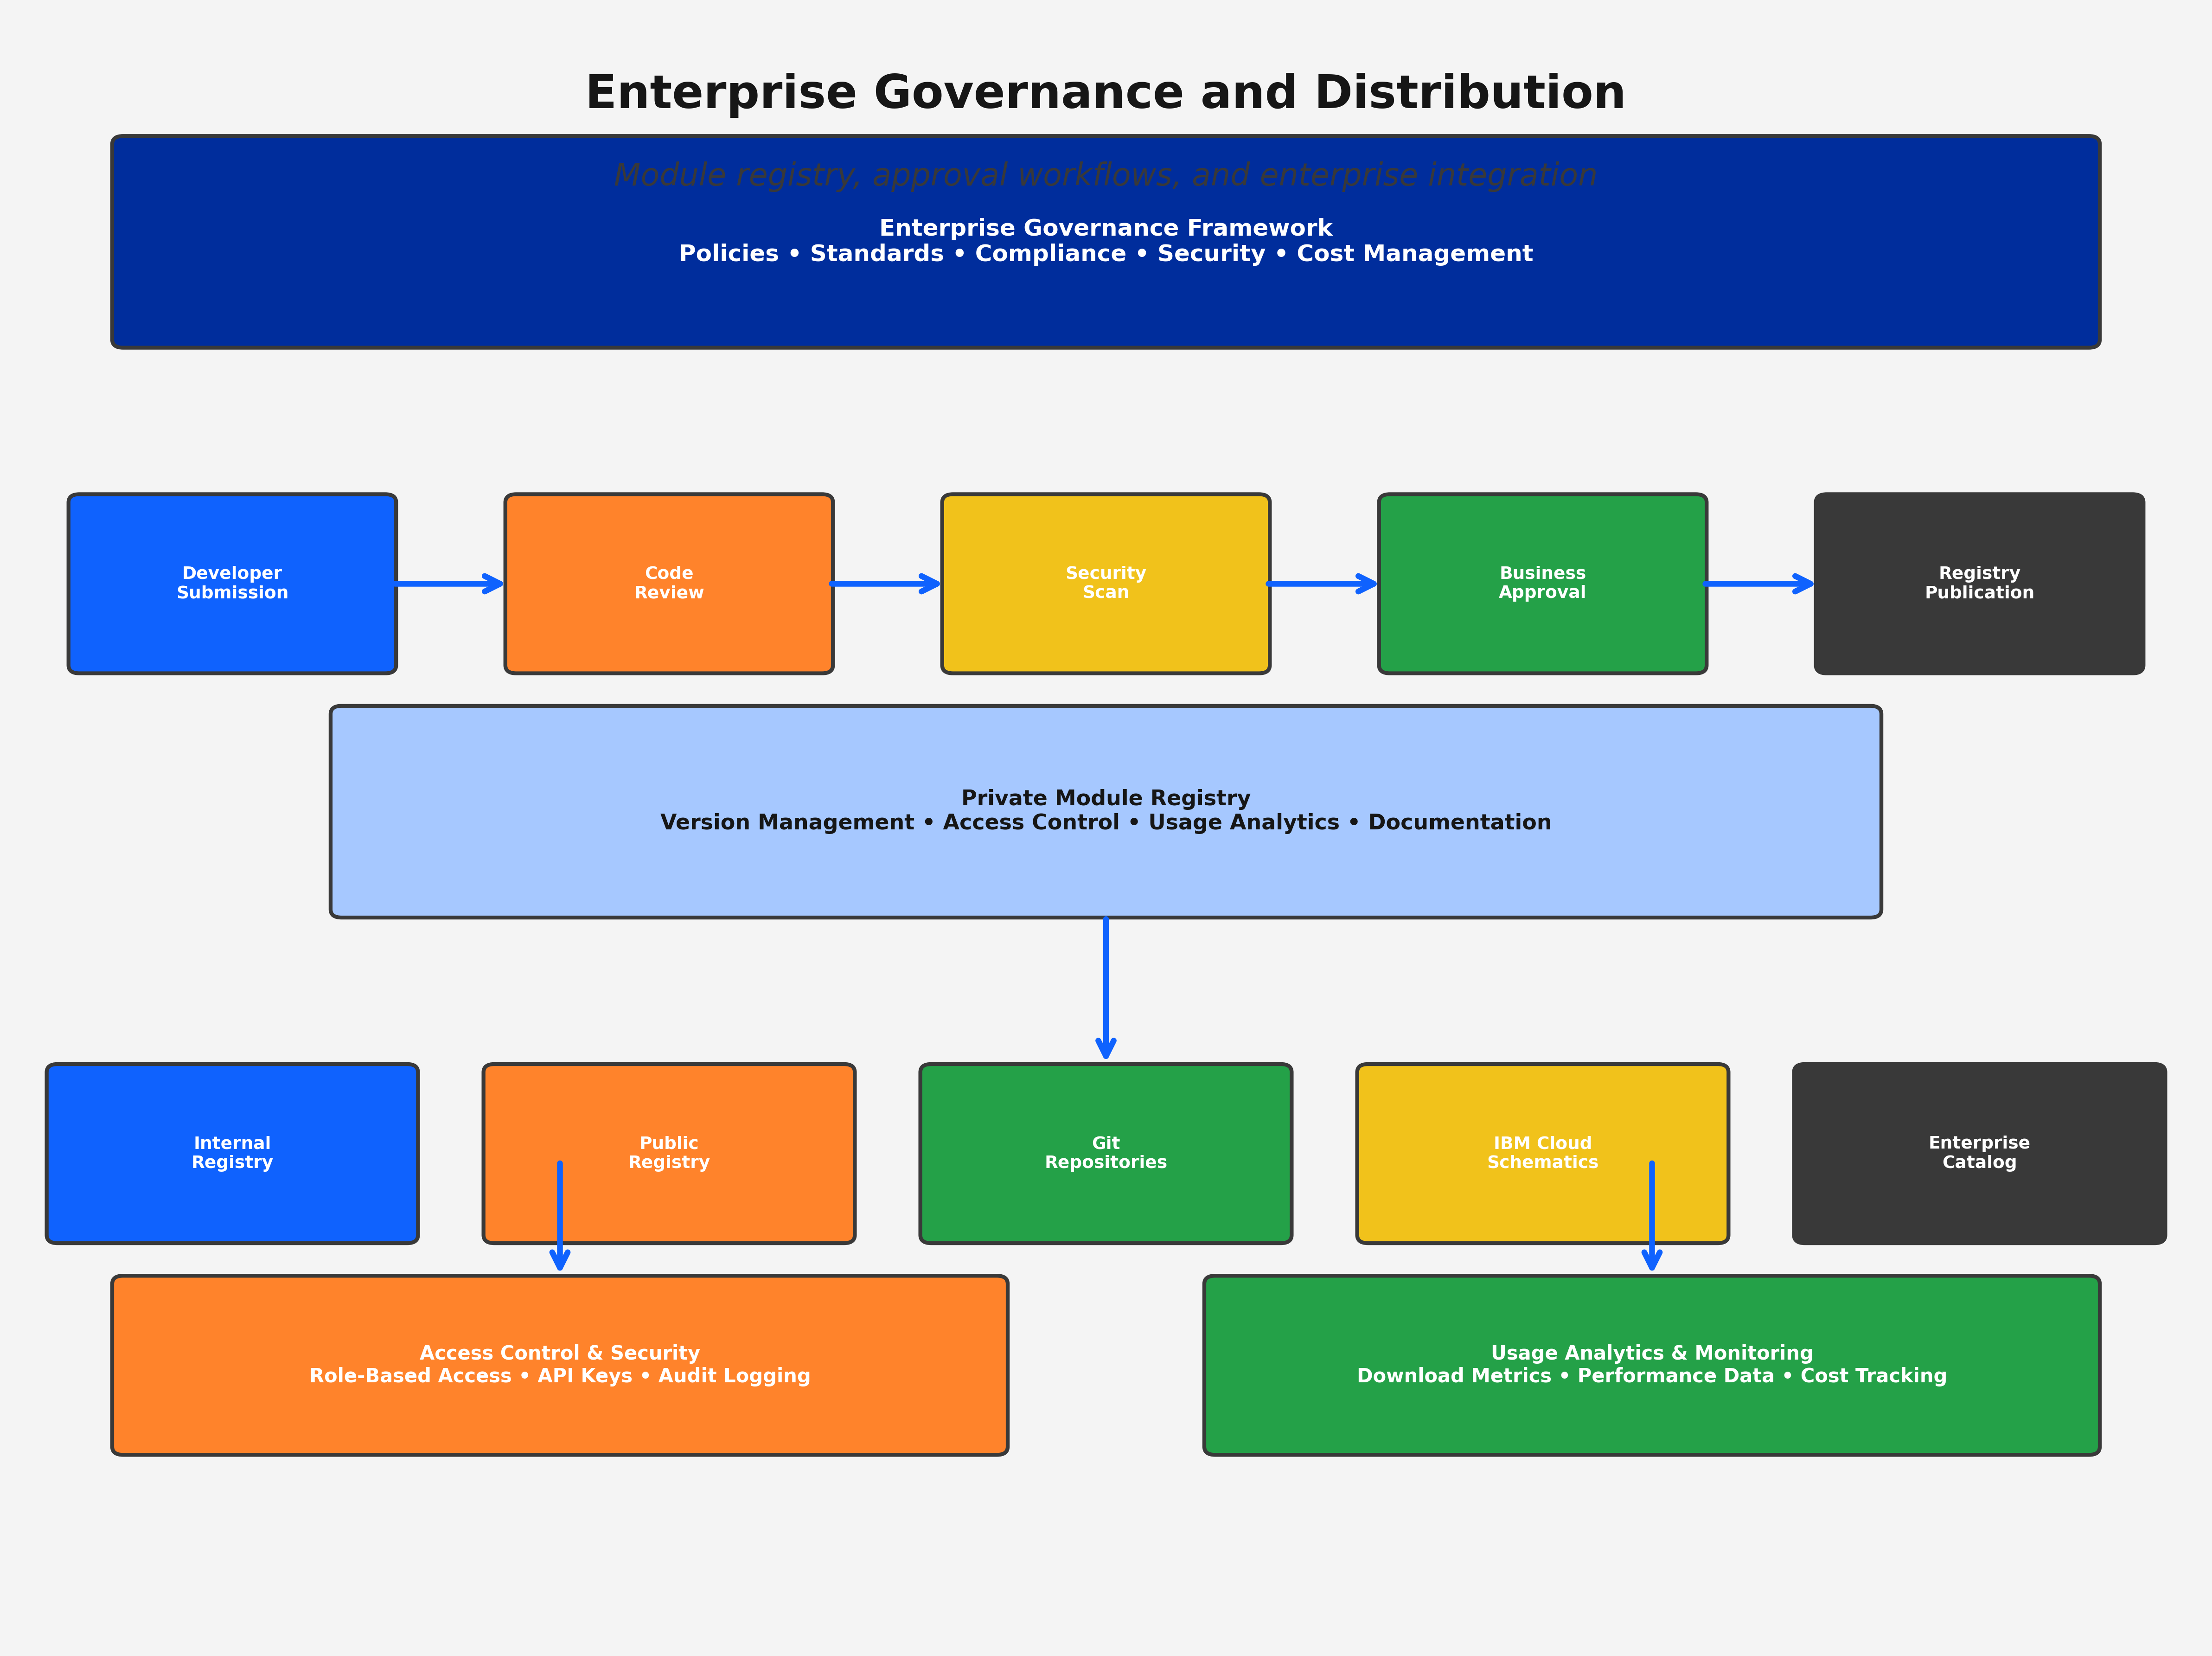 Enterprise Governance and Distribution
Module registry, approval workflows, and enterprise integration
Enterprise Governance Framework
Policies • Standards • Compliance • Security • Cost Management
Developer
Submission
Code
Review
Security
Scan
Business
Approval
Registry
Publication
Private Module Registry
Version Management • Access Control • Usage Analytics • Documentation
Internal
Registry
Public
Registry
Git
Repositories
IBM Cloud
Schematics
Enterprise
Catalog
Access Control & Security
Role-Based Access • API Keys • Audit Logging
Usage Analytics & Monitoring
Download Metrics • Performance Data • Cost Tracking